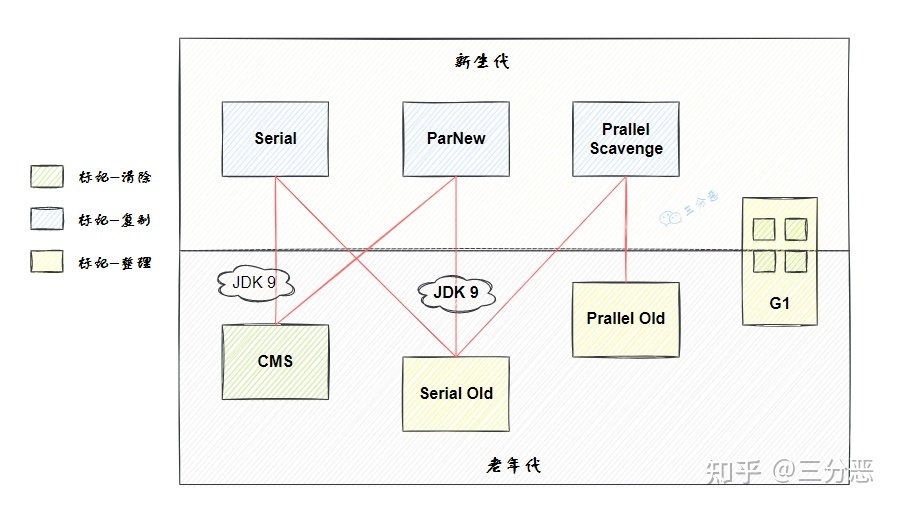 新生代
Serial
ParNew
Prallel
Scavenge
标记-清除
标记-复制
标记-整理
三分恶
JDK 9
JDK 9
G1
Prallel Old
CMS
Serial Old
老年代
知乎 @三分恶